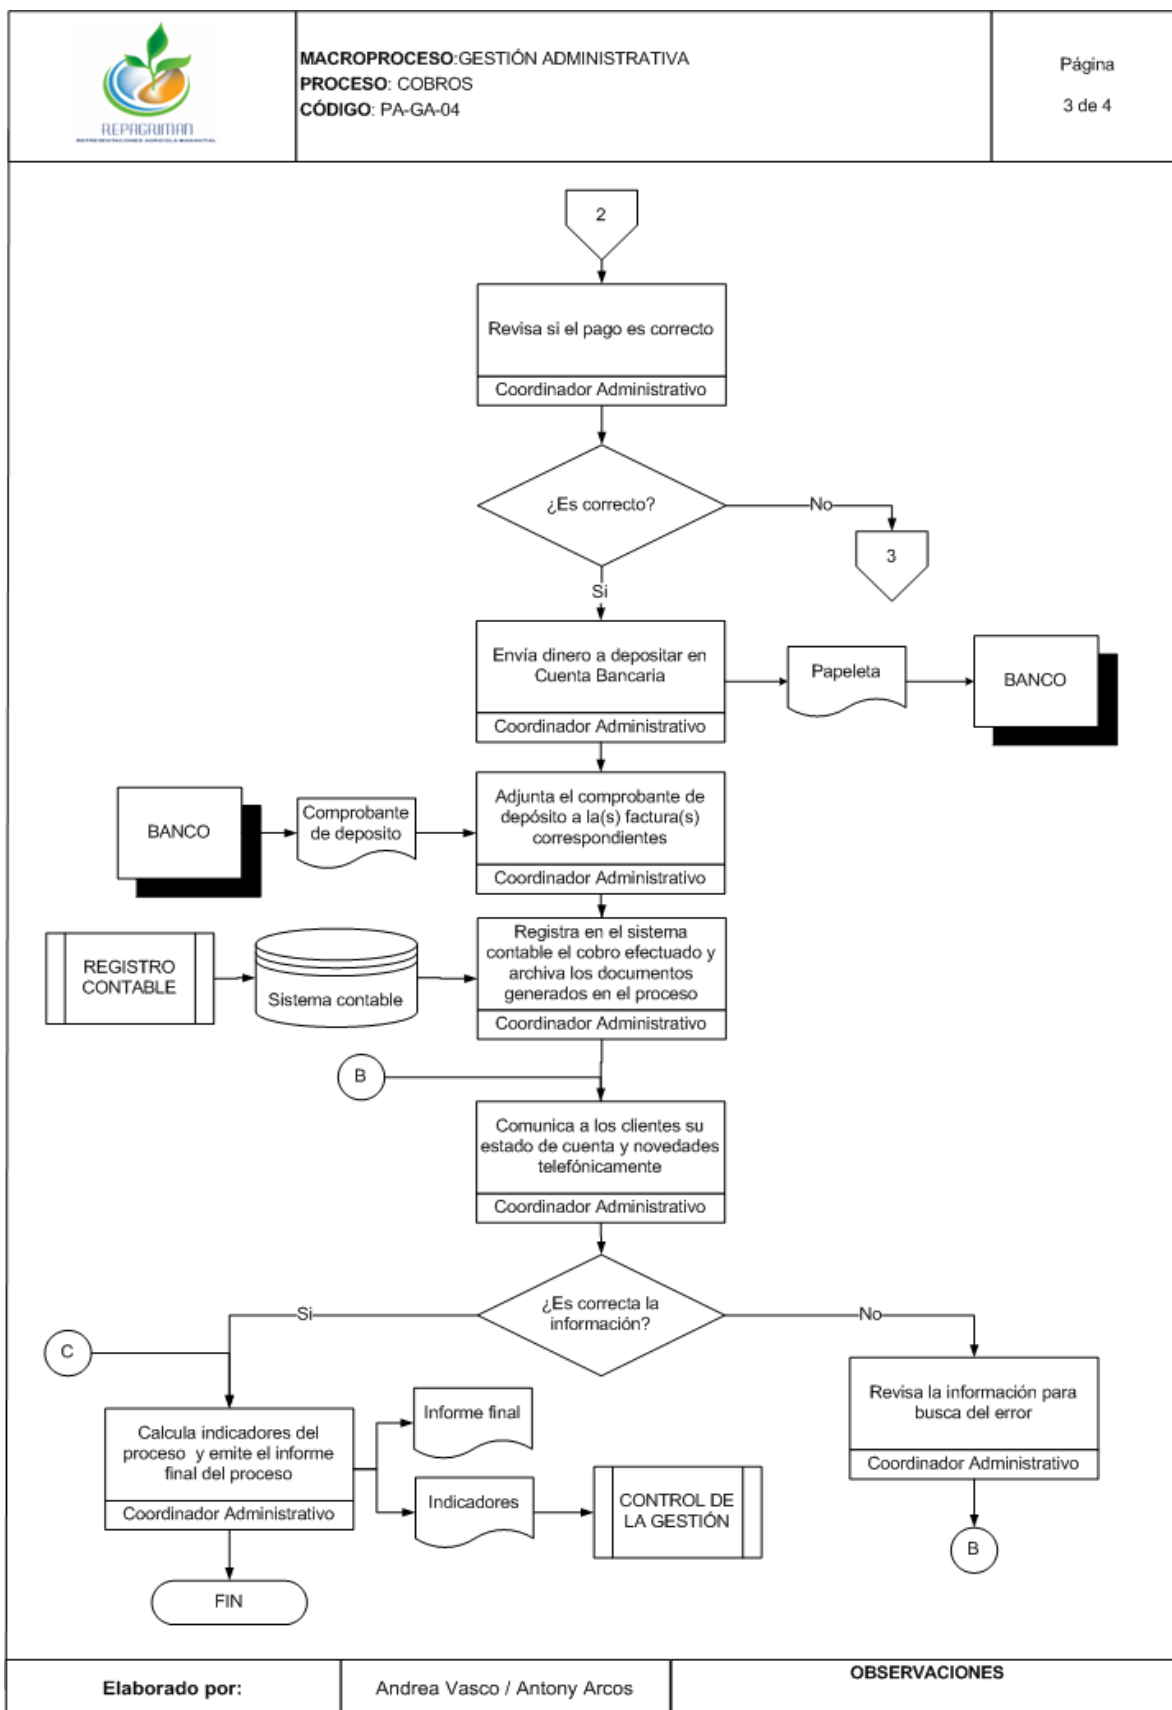 REPAGRIMAN
REPRESENTACIONES AGRICOLA MANANTIAL
MACROPROCESO:GESTIÓN ADMINISTRATIVA
PROCESO: COBROS
CÓDIGO: PA-GA-04
Página
3 de 4
2
Revisa si el pago es correcto
Coordinador Administrativo
¿Es correcto?
No
3
Si
Envía dinero a depositar en
Cuenta Bancaria
Coordinador Administrativo
Papeleta
BANCO
BANCO
Comprobante
de deposito
Adjunta el comprobante de
depósito a la(s) factura(s)
correspondientes
Coordinador Administrativo
REGISTRO
CONTABLE
Sistema contable
Registra en el sistema
contable el cobro efectuado y
archiva los documentos
generados en el proceso
Coordinador Administrativo
B
Comunica a los clientes su
estado de cuenta y novedades
telefónicamente
Coordinador Administrativo
¿Es correcta la
información?
Si
No
C
Calcula indicadores del
proceso y emite el informe
final del proceso
Coordinador Administrativo
Informe final
Indicadores
CONTROL DE
LA GESTIÓN
Revisa la información para
busca del error
Coordinador Administrativo
B
FIN
Elaborado por:
Andrea Vasco / Antony Arcos
OBSERVACIONES